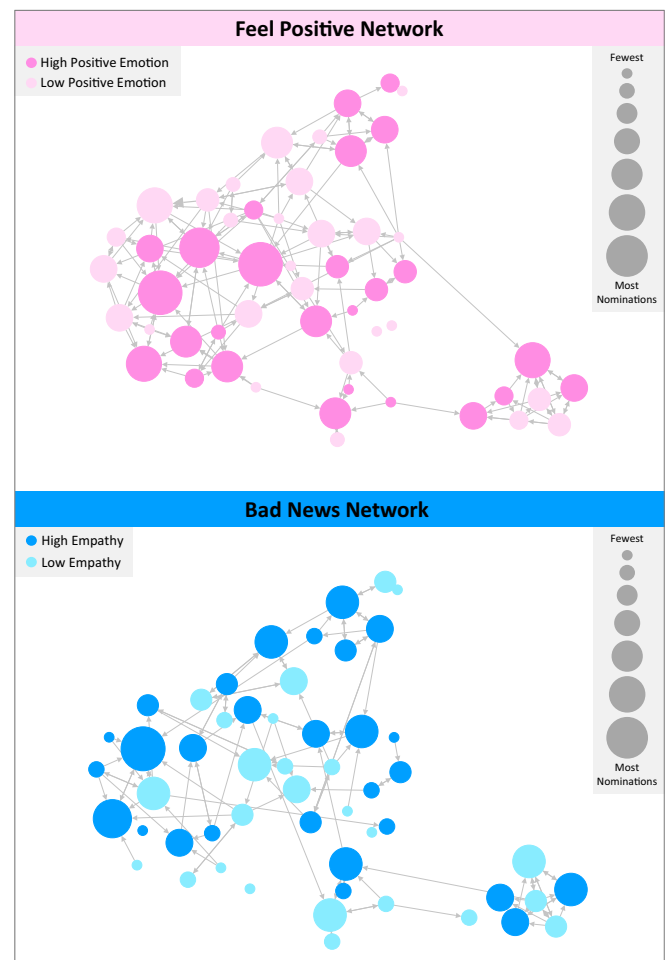 Feel Positive Network
High Positive Emotion
Low Positive Emotion
Fewest
Most
Nominations
Bad News Network
High Empathy
Low Empathy
Fewest
Most
Nominations